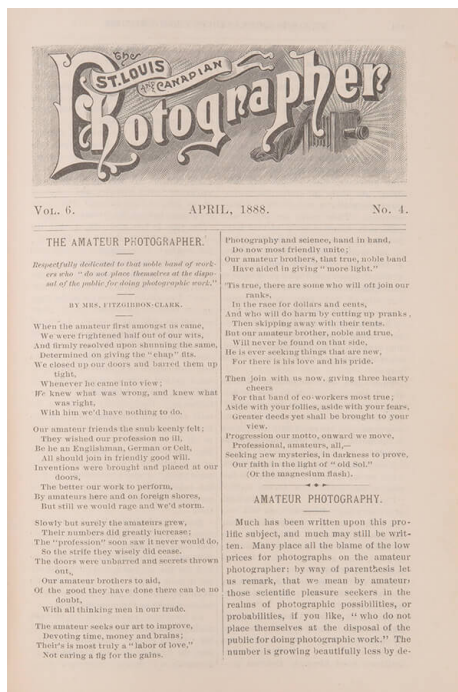 The
ST. LOUIS
AND CANADIAN
Photographer
VOL. 6.
APRIL, 1888.
No. 4.
THE AMATEUR PHOTOGRAPHER.
Respectfully dedicated to that noble band of work-
ers who "do not place themselves at the dispo-
sal of the public for doing photographic work."
BY MRS. FITZGIBBON-CLARK.
When the amateur first amongst us came,
We were frightened half out of our wits,
And firmly resolved upon shunning the same,
Determined on giving the "chap" fits.
We closed up our doors and barred them up
tight,
Whenever he came into view;
We knew what was wrong, and knew what
was right,
With him we'd have nothing to do.
Our amateur friends the snub keenly felt;
They wished our profession no ill,
Be he an Englishman, German or Celt,
All should join in friendly good will.
Inventions were brought and placed at our
doors,
The better our work to perform,
By amateurs here and on foreign shores,
But still we would rage and we'd storm.
Slowly but surely the amateurs grew,
Their numbers did greatly increase;
The "profession" soon saw it never would do,
So the strife they wisely did cease.
The doors were unbarred and secrets thrown
out,
Our amateur brothers to aid,
Of the good they have done there can be no
doubt,
With all thinking men in our trade.
The amateur seeks our art to improve,
Devoting time, money and brains;
Their's is most truly a "labor of love,"
Not caring a fig for the gains.
Photography and science, hand in hand,
Do now most friendly unite;
Our amateur brothers, that true, noble band
Have aided in giving "more light."
'Tis true, there are some who will oft join our
ranks,
In the race for dollars and cents,
And who will do harm by cutting up pranks,
Then skipping away with their tents.
But our amateur brother, noble and true,
Will never be found on that side,
He is ever seeking things that are new,
For there is his love and his pride.
Then join with us now, giving three hearty
cheers
For that band of co-workers most true;
Aside with your follies, aside with your fears,
Greater deeds yet shall be brought to your
view.
Progression our motto, onward we move,
Professional, amateurs, all,—
Seeking new mysteries, in darkness to prove,
Our faith in the light of "old Sol."
(Or the magnesium flash).
AMATEUR PHOTOGRAPHY.
Much has been written upon this pro-
lific subject, and much may still be writ-
ten. Many place all the blame of the low
prices for photographs on the amateur
photographer: by way of parenthesis let
us remark, that we mean by amateurs
those scientific pleasure seekers in the
realms of photographic possibilities, or
probabilities, if you like, "who do not
place themselves at the disposal of the
public for doing photographic work." The
number is growing beautifully less by de-